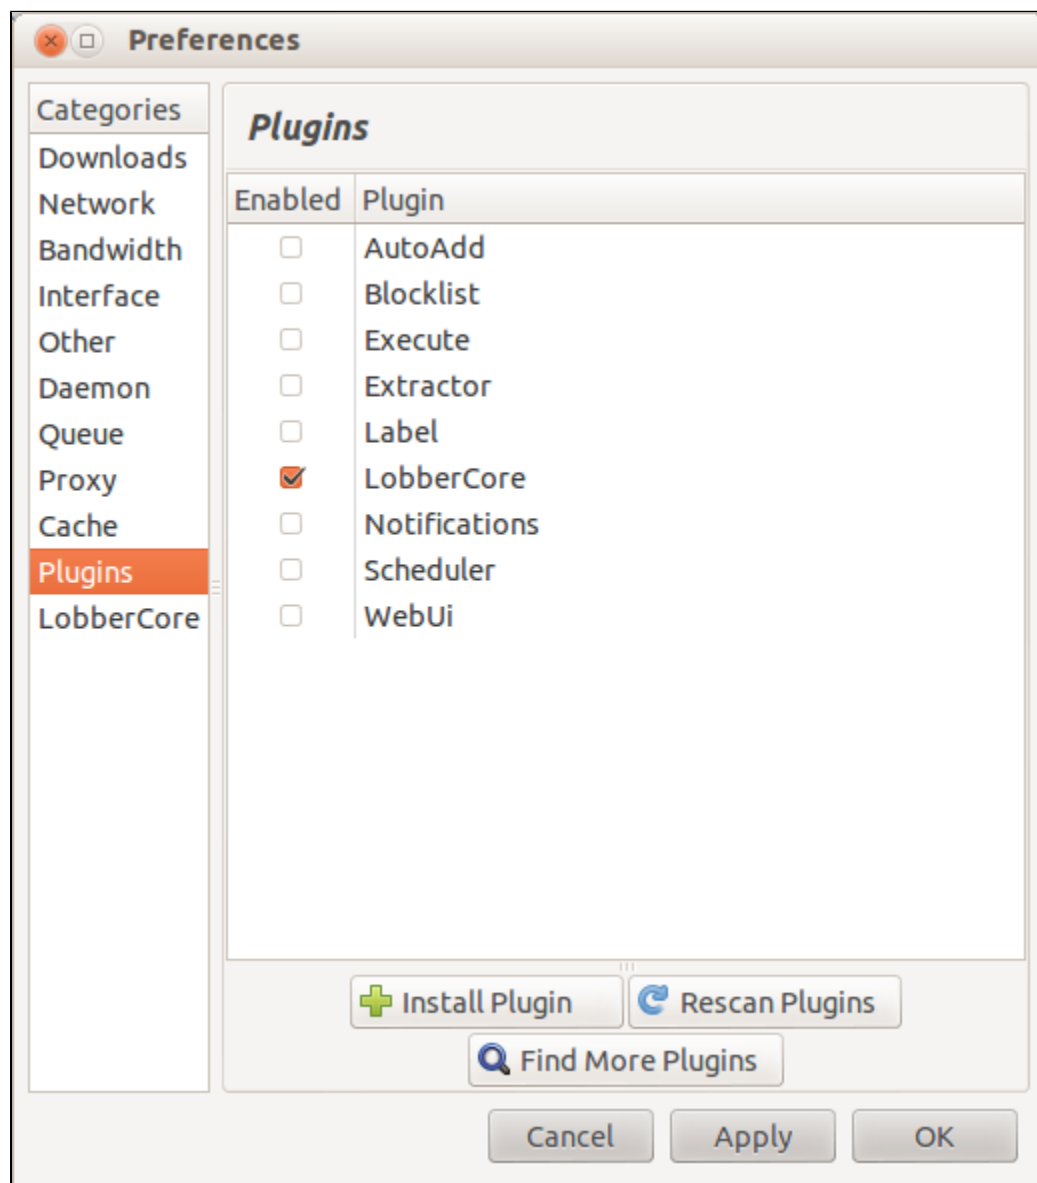 Preferences
Categories
Downloads
Network
Bandwidth
Interface
Other
Daemon
Queue
Proxy
Cache
Plugins
LobberCore
Plugins
Enabled Plugin
AutoAdd
Blocklist
Execute
Extractor
Label
LobberCore
Notifications
Scheduler
WebUi
Install Plugin Rescan Plugins
Find More Plugins
Cancel Apply OK